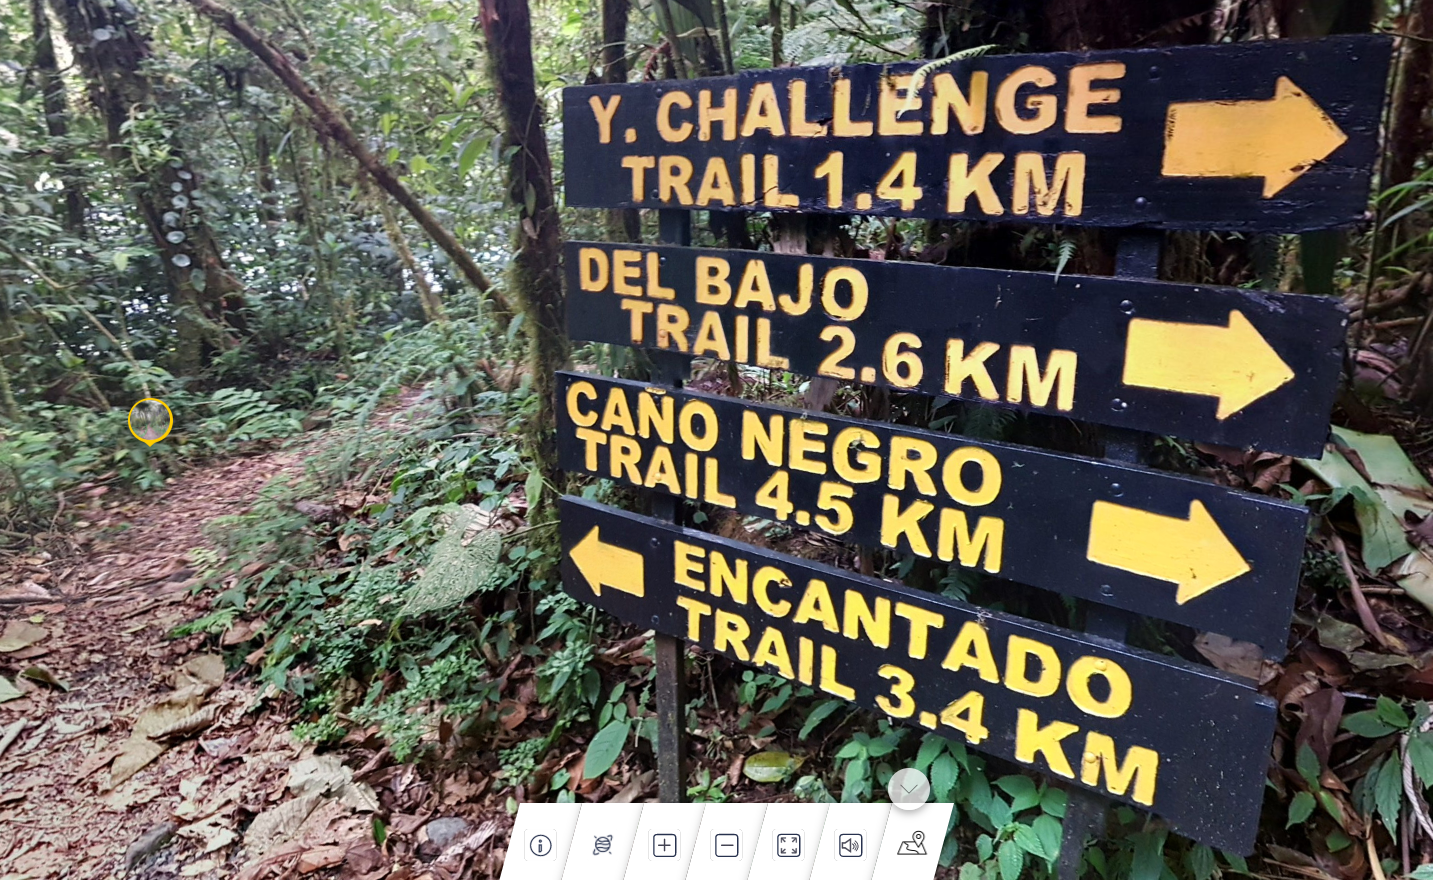 Y. CHALLENGE
TRAIL 1.4 KM
DEL BAJO
TRAIL 2.6 KM
CAÑO NEGRO
TRAIL 4.5 KM
ENCANTADO
TRAIL 3.4 KM